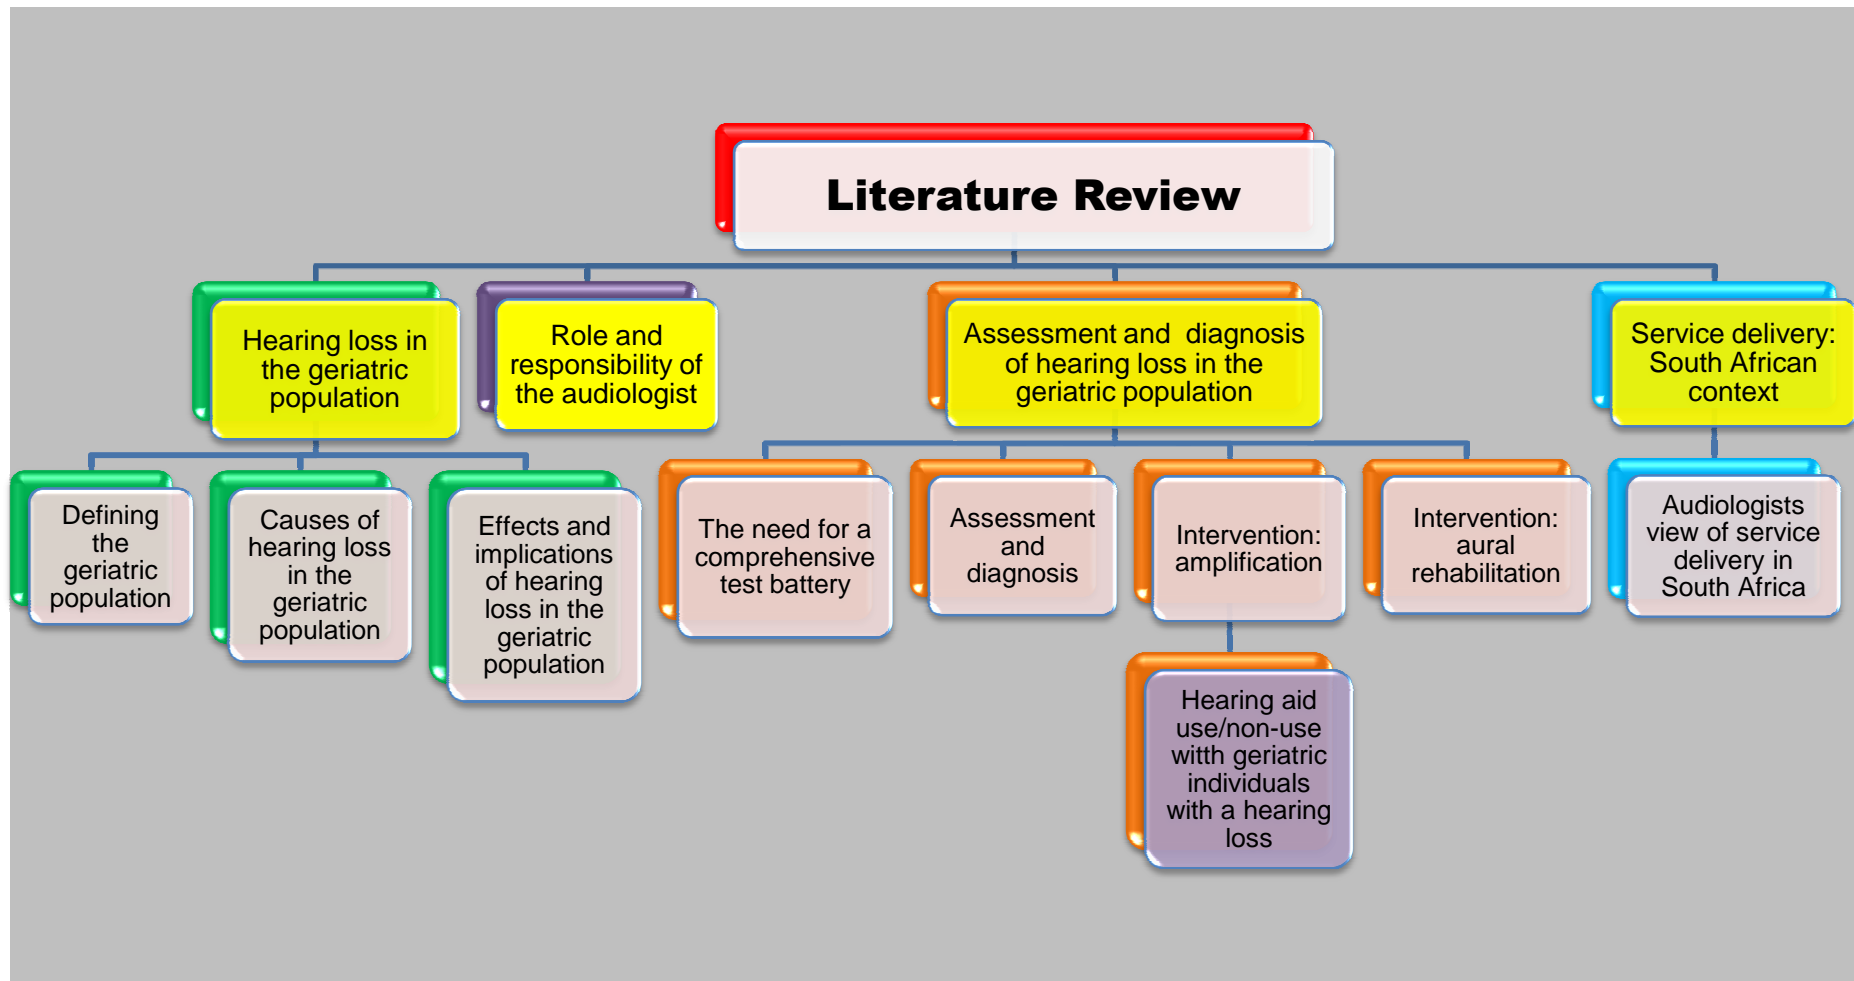 Literature Review
Hearing loss in
the geriatric
population
Role and
responsibility of
the audiologist
Assessment and diagnosis
of hearing loss in the
geriatric population
Service delivery:
South African
context
Defining
the
geriatric
population
Causes of
hearing loss
in the
geriatric
population
Effects and
implications
of hearing
loss in the
geriatric
population
The need for a
comprehensive
test battery
Assessment
and
diagnosis
Intervention:
amplification
Intervention:
aural
rehabilitation
Audiologists
view of service
delivery in
South Africa
Hearing aid
use/non-use
witth geriatric
individuals
with a hearing
loss